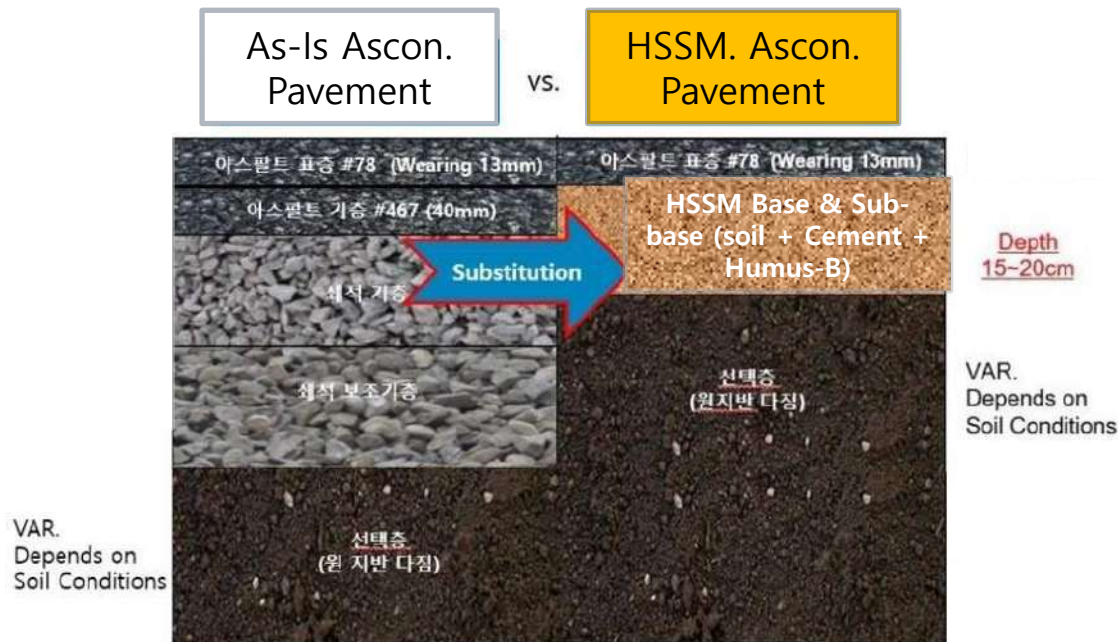 As-Is Ascon.
Pavement
vs.
HSSM. Ascon.
Pavement
아스팔트 표층 #78 (Wearing 13mm)
아스팔트 표층 #78 (Wearing 13mm)
아스팔트 기층 #467 (40mm)
HSSM Base & Sub-
base (soil + Cement +
Humus-B)
Substitution
쇄석 기층
Depth
15~20cm
쇄석 보조기층
선택층
(원지반 다짐)
VAR.
Depends on
Soil Conditions
VAR.
Depends on
Soil Conditions
선택층
(원 지반 다짐)